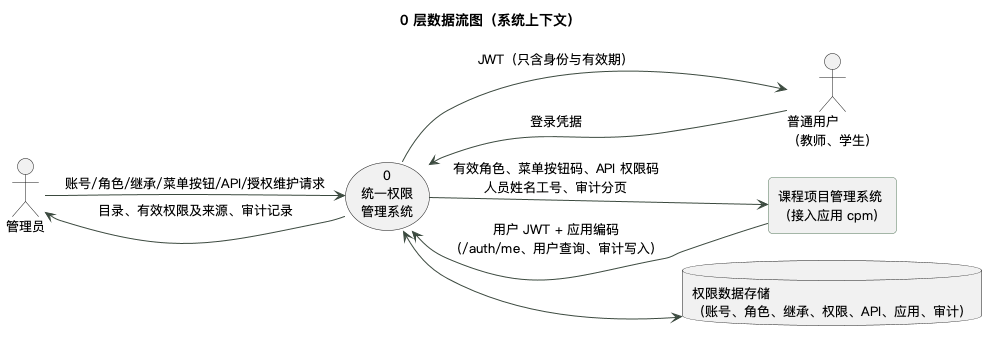 0 层数据流图（系统上下文）
JWT（只含身份与有效期）
普通用户
（教师、学生）
登录凭据
0
统一权限
管理系统
账号/角色/继承/菜单按钮/API/授权维护请求
目录、有效权限及来源、审计记录
管理员
有效角色、菜单按钮码、API 权限码
人员姓名工号、审计分页
课程项目管理系统
（接入应用 cpm）
用户 JWT + 应用编码
（/auth/me、用户查询、审计写入）
权限数据存储
（账号、角色、继承、权限、API、应用、审计）